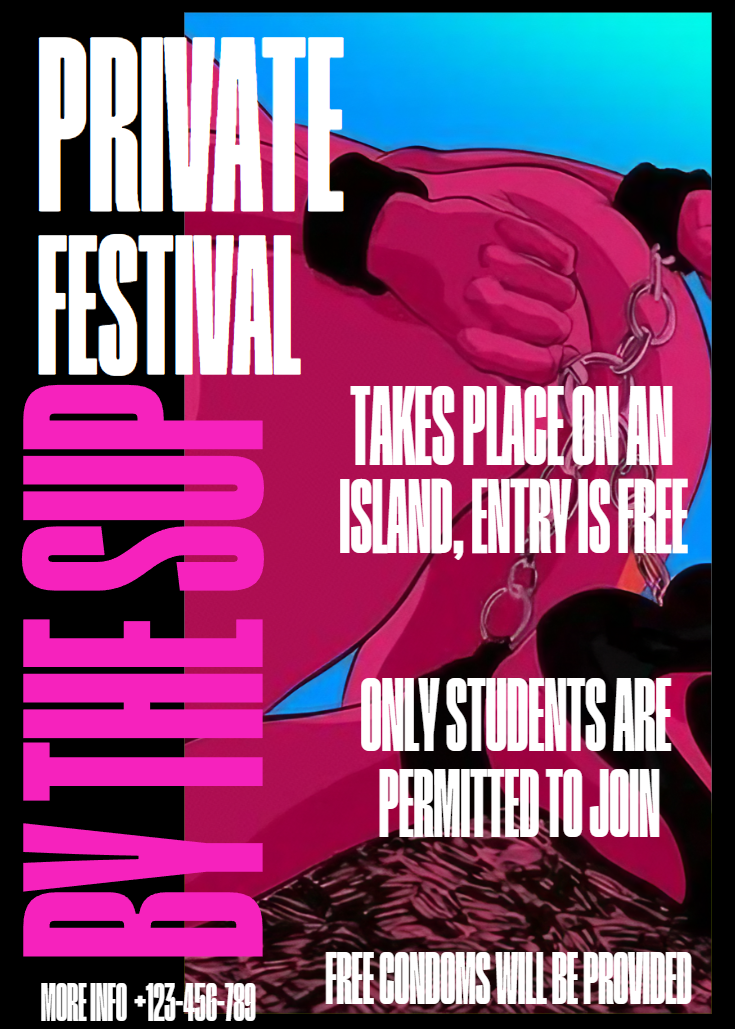 PRIVATE
FESTIVAL
BY THE SUP
TAKES PLACE ON AN
ISLAND, ENTRY IS FREE
ONLY STUDENTS ARE
PERMITTED TO JOIN
FREE CONDOMS WILL BE PROVIDED
MORE INFO +123-456-789